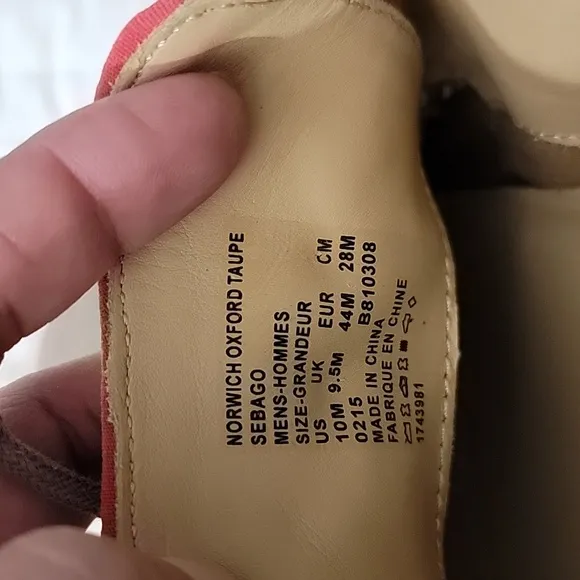 NORWICH OXFORD TAUPE
SEBAGO
MENS-HOMMES
SIZE-GRANDEUR
US UK EUR CM
10M 9.5M 44M 28M
0215 B810308
MADE IN CHINA
FABRIQUE EN CHINE
1743981